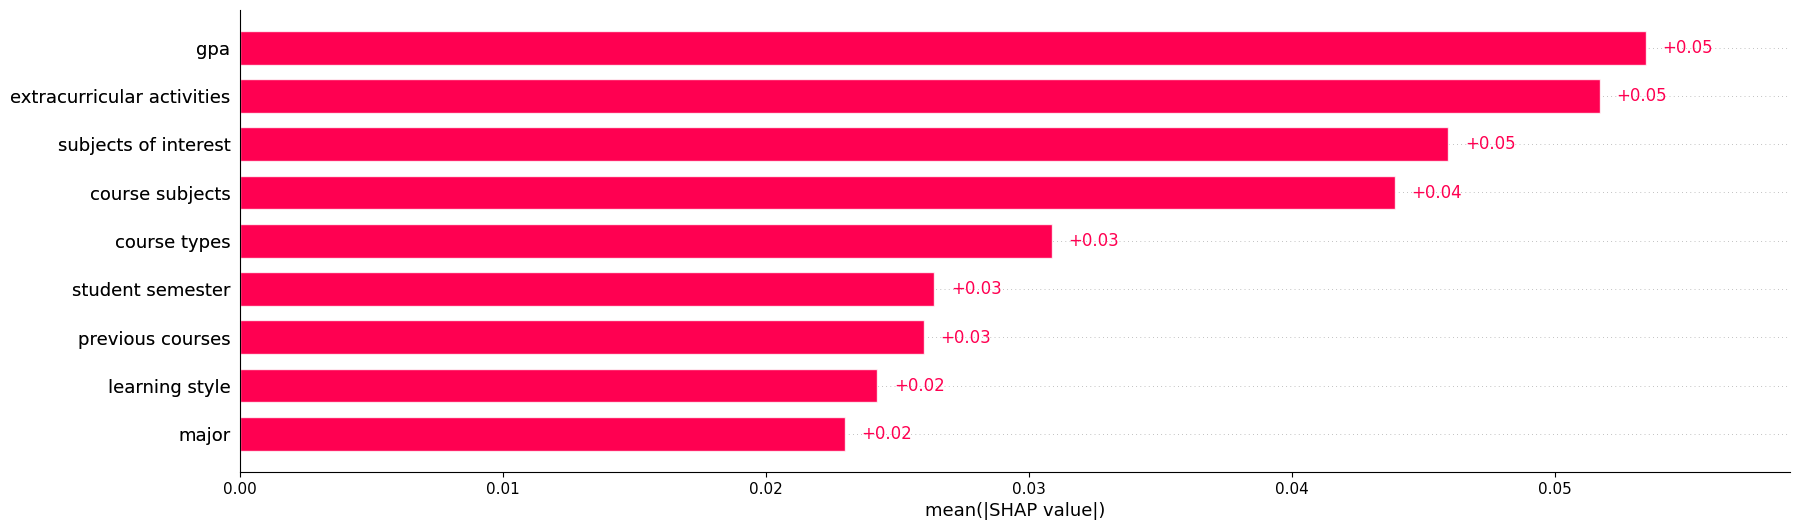 gpa +0.05
extracurricular activities +0.05
subjects of interest +0.05
course subjects +0.04
course types +0.03
student semester +0.03
previous courses +0.03
learning style +0.02
major +0.02
0.00 0.01 0.02 0.03 0.04 0.05
mean(|SHAP value|)